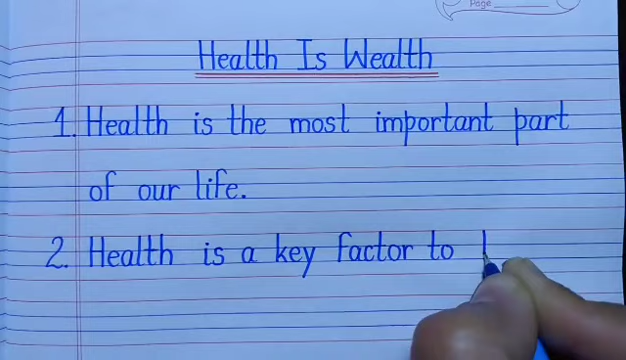 Page
Health Is Wealth
1. Health is the most important part
of our life.
2. Health is a key factor to